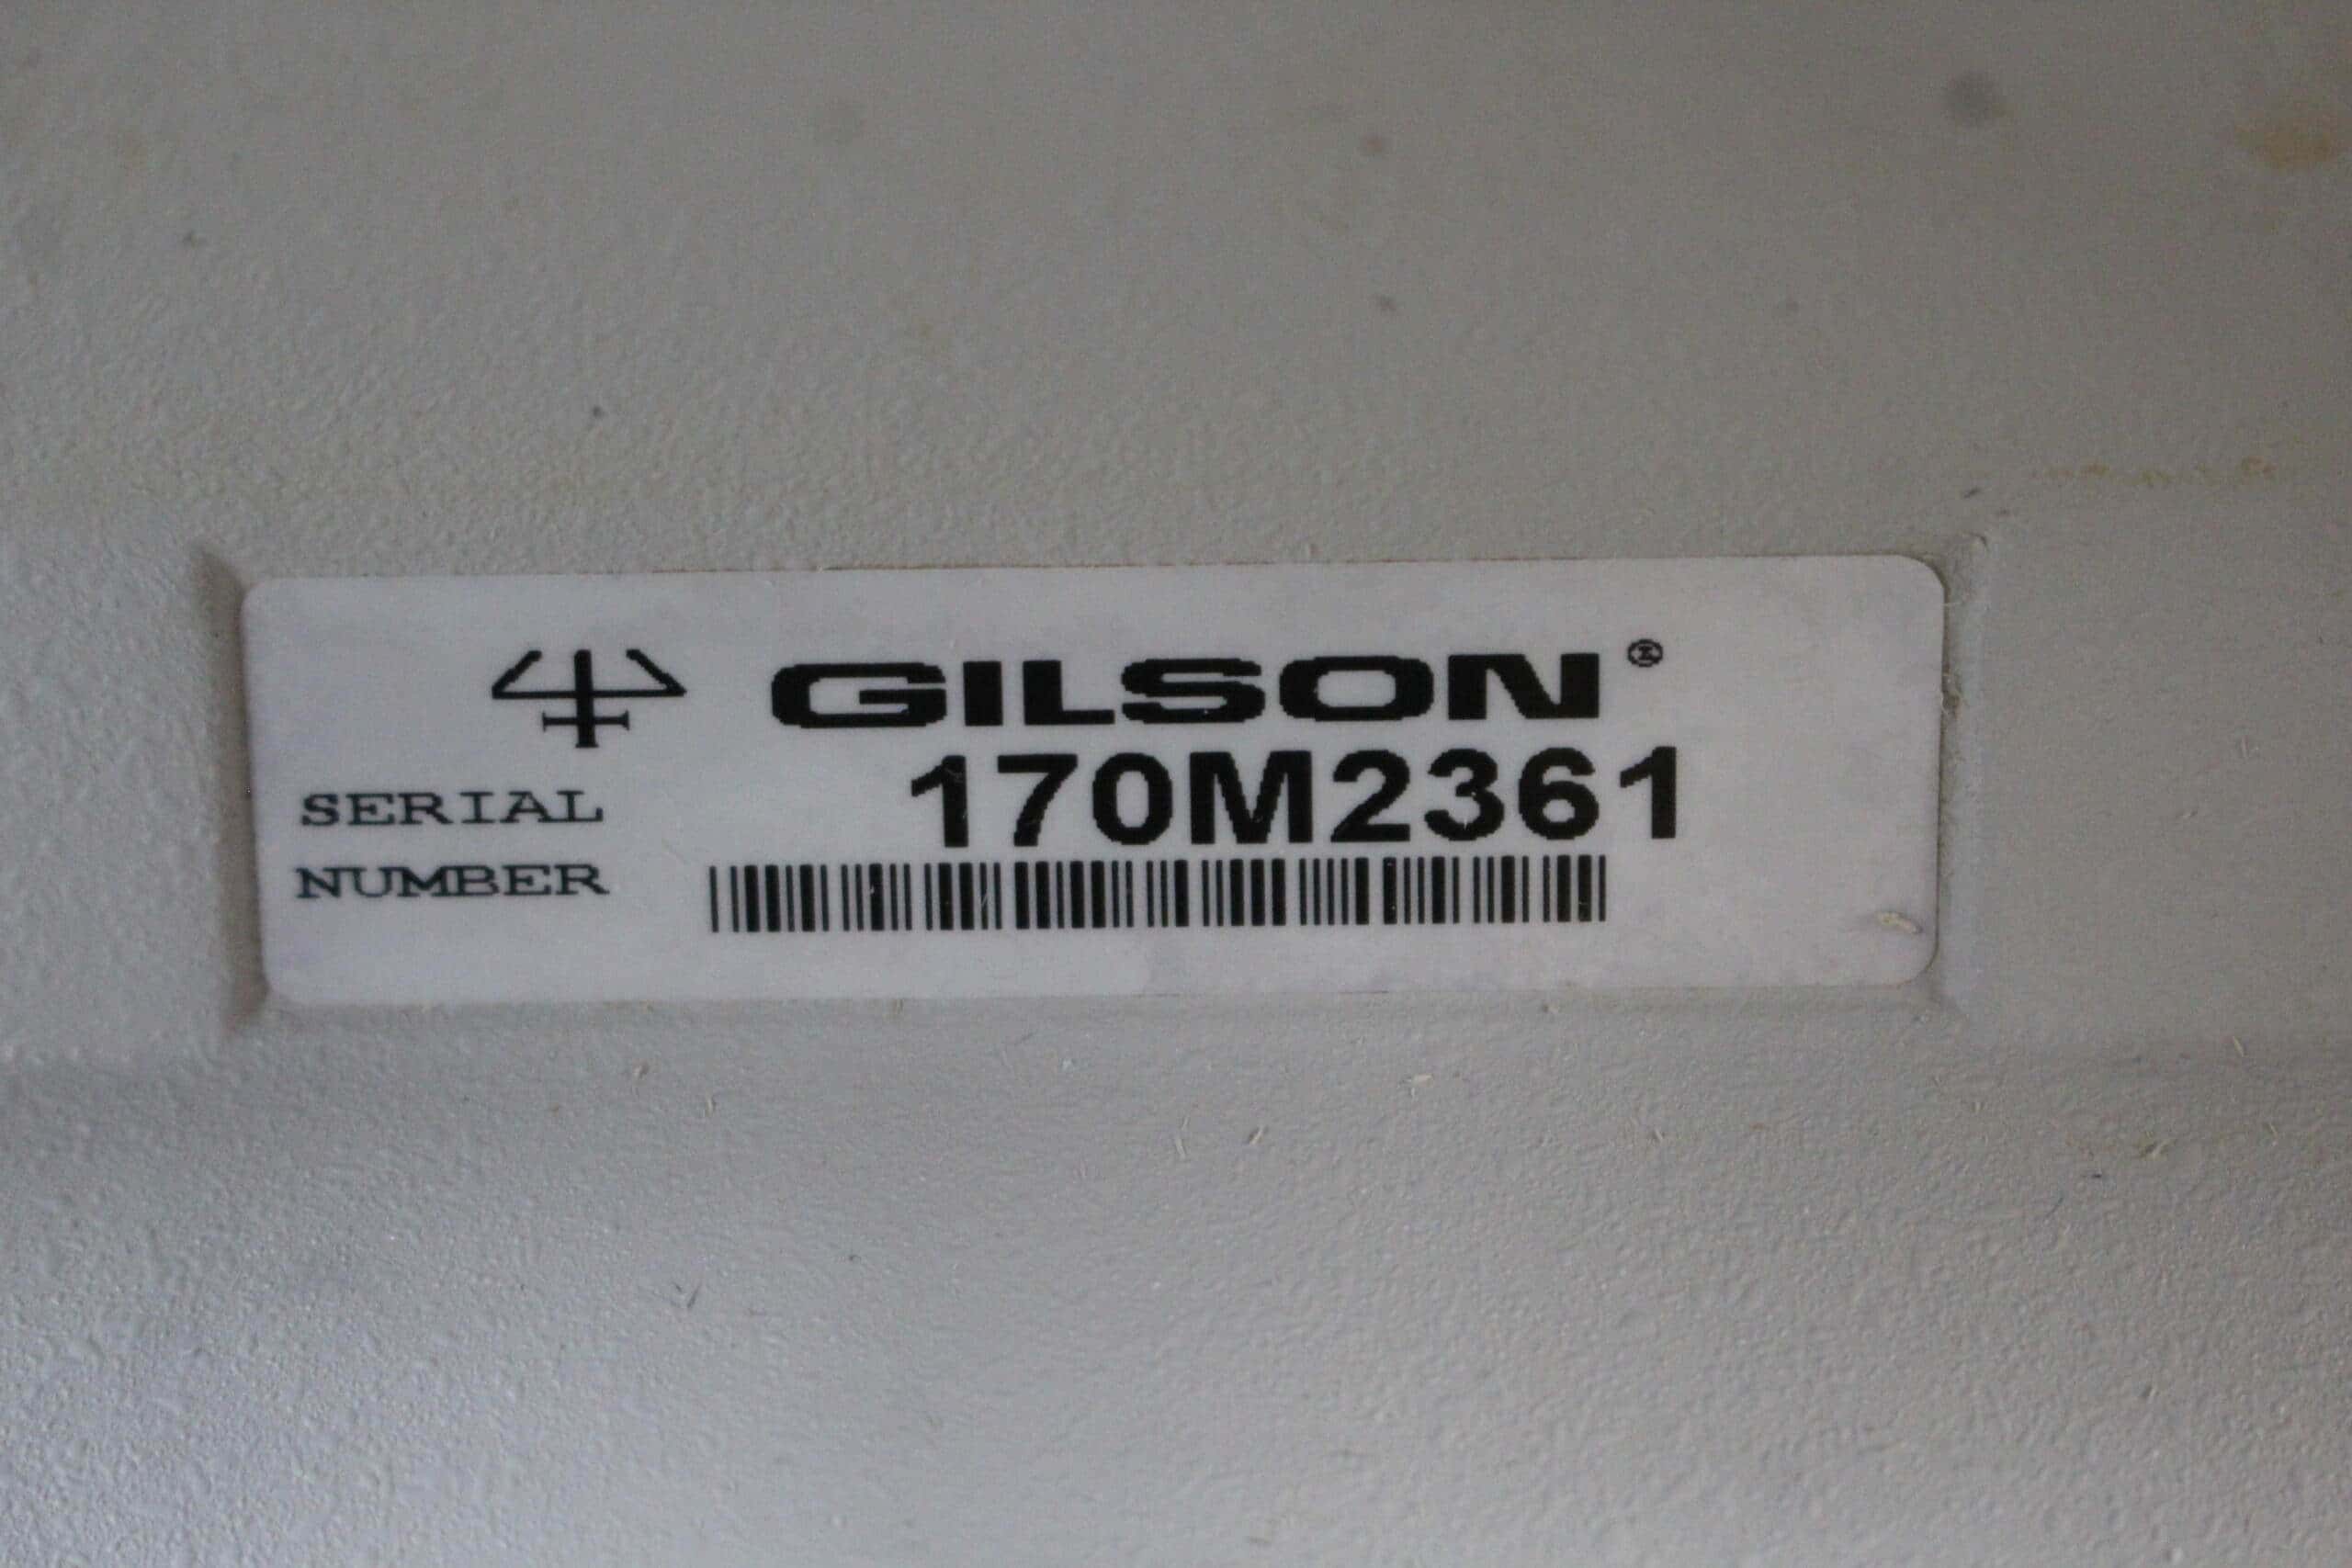 GILSON®
170M2361
SERIAL
NUMBER